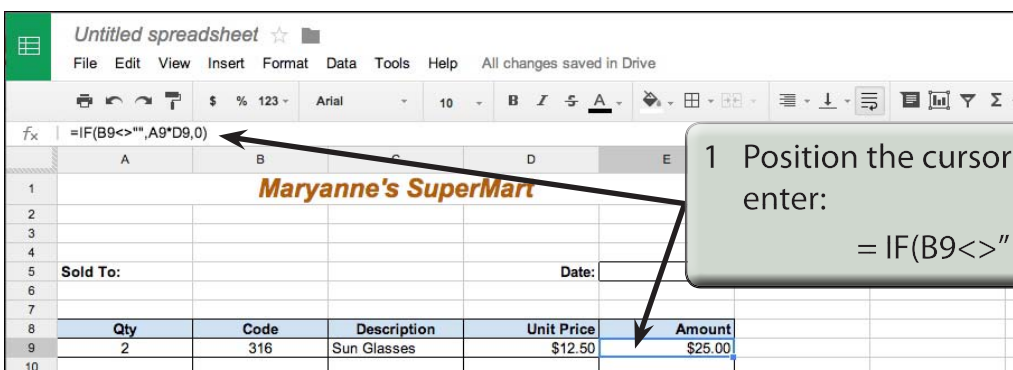 Untitled spreadsheet
File Edit View Insert Format Data Tools Help All changes saved in Drive
$ % 123 Arial 10 B I S A Σ
fx =IF(B9<>"",A9*D9,0)
A B C D E
1 Maryanne's SuperMart
2
3
4
5 Sold To: Date:
6
7
8 Qty Code Description Unit Price Amount
9 2 316 Sun Glasses $12.50 $25.00
10
1 Position the cursor
enter:
= IF(B9<>"